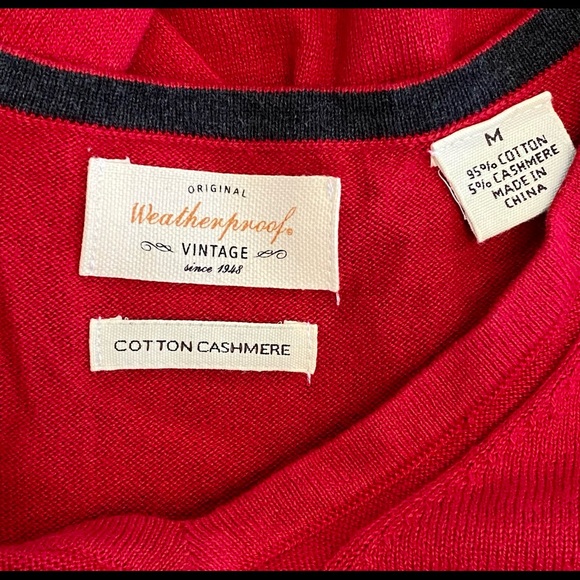 ORIGINAL
Weatherproof®
VINTAGE
since 1948
COTTON CASHMERE
M
95% COTTON
5% CASHMERE
MADE IN
CHINA